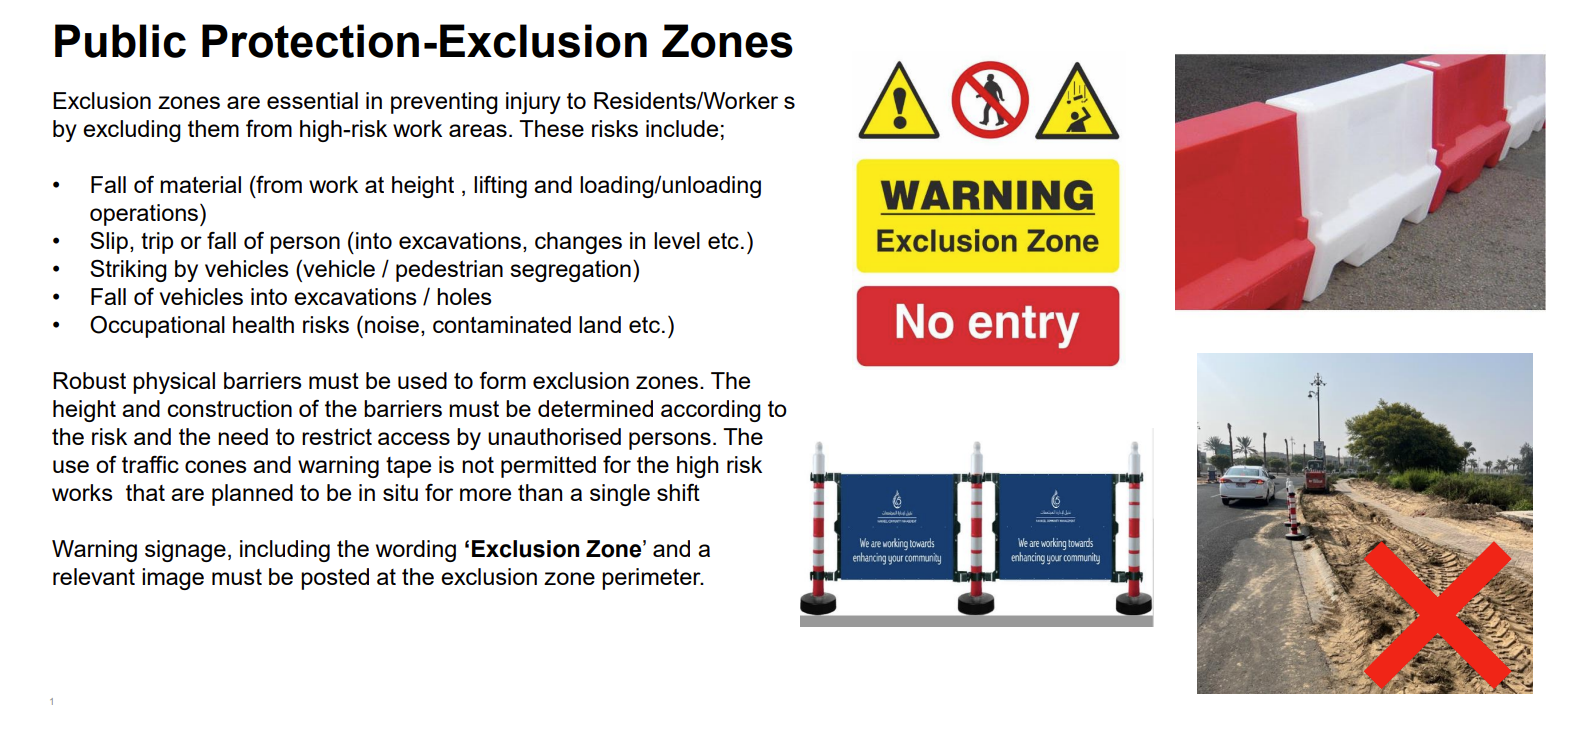 Public Protection-Exclusion Zones
Exclusion zones are essential in preventing injury to Residents/Worker s
by excluding them from high-risk work areas. These risks include;
• Fall of material (from work at height , lifting and loading/unloading
operations)
• Slip, trip or fall of person (into excavations, changes in level etc.)
• Striking by vehicles (vehicle / pedestrian segregation)
• Fall of vehicles into excavations / holes
• Occupational health risks (noise, contaminated land etc.)
Robust physical barriers must be used to form exclusion zones. The
height and construction of the barriers must be determined according to
the risk and the need to restrict access by unauthorised persons. The
use of traffic cones and warning tape is not permitted for the high risk
works  that are planned to be in situ for more than a single shift
Warning signage, including the wording ‘Exclusion Zone’ and a
relevant image must be posted at the exclusion zone perimeter.
1
WARNING
Exclusion Zone
No entry
We are working towards
enhancing your community
We are working towards
enhancing your community